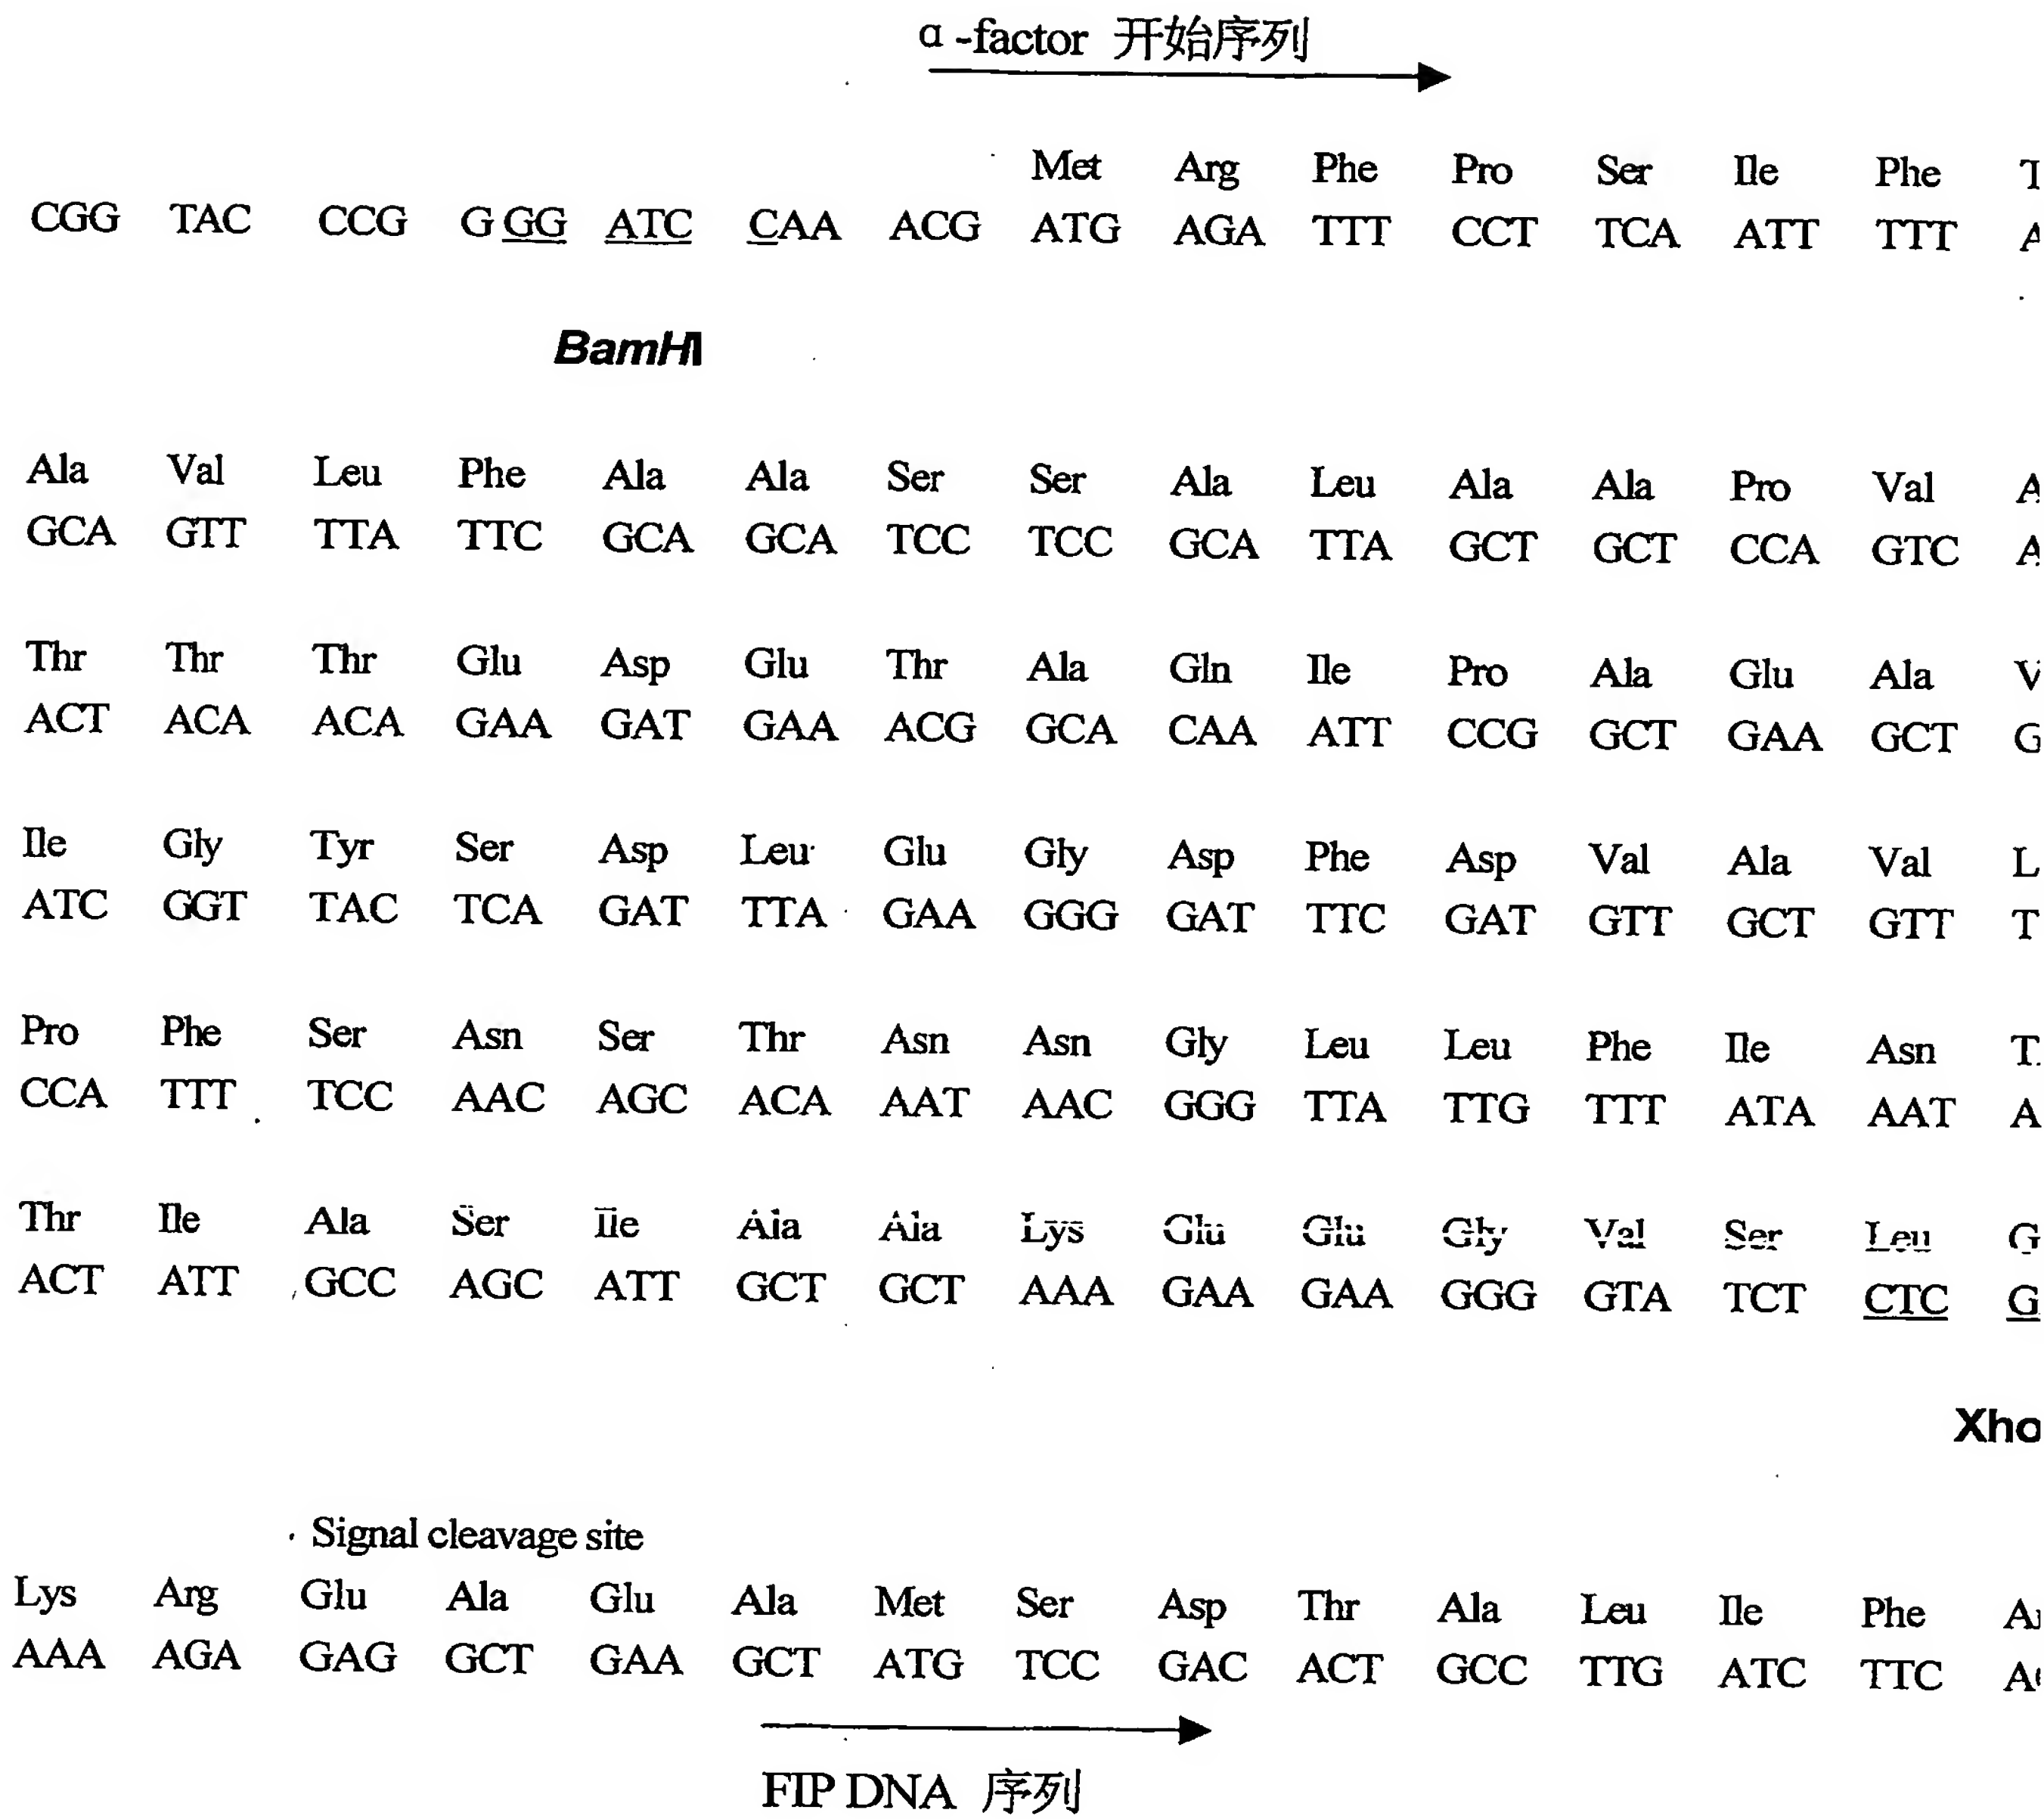 α-factor 开始序列
Met Arg Phe Pro Ser Ile Phe
CGG TAC CCG G GG ATC CAA ACG ATG AGA TTT CCT TCA ATT TTT
BamHI
Ala Val Leu Phe Ala Ala Ser Ser Ala Leu Ala Ala Pro Val
GCA GTT TTA TTC GCA GCA TCC TCC GCA TTA GCT GCT CCA GTC
Thr Thr Thr Glu Asp Glu Thr Ala Gln Ile Pro Ala Glu Ala
ACT ACA ACA GAA GAT GAA ACG GCA CAA ATT CCG GCT GAA GCT
Ile Gly Tyr Ser Asp Leu Glu Gly Asp Phe Asp Val Ala Val
ATC GGT TAC TCA GAT TTA GAA GGG GAT TTC GAT GTT GCT GTT
Pro Phe Ser Asn Ser Thr Asn Asn Gly Leu Leu Phe Ile Asn
CCA TTT TCC AAC AGC ACA AAT AAC GGG TTA TTG TTT ATA AAT
Thr Ile Ala Ser Ile Ala Ala Lys Glu Glu Gly Val Ser Leu
ACT ATT GCC AGC ATT GCT GCT AAA GAA GAA GGG GTA TCT CTC
Xho
Signal cleavage site
Lys Arg Glu Ala Glu Ala Met Ser Asp Thr Ala Leu Ile Phe
AAA AGA GAG GCT GAA GCT ATG TCC GAC ACT GCC TTG ATC TTC
FIP DNA 序列